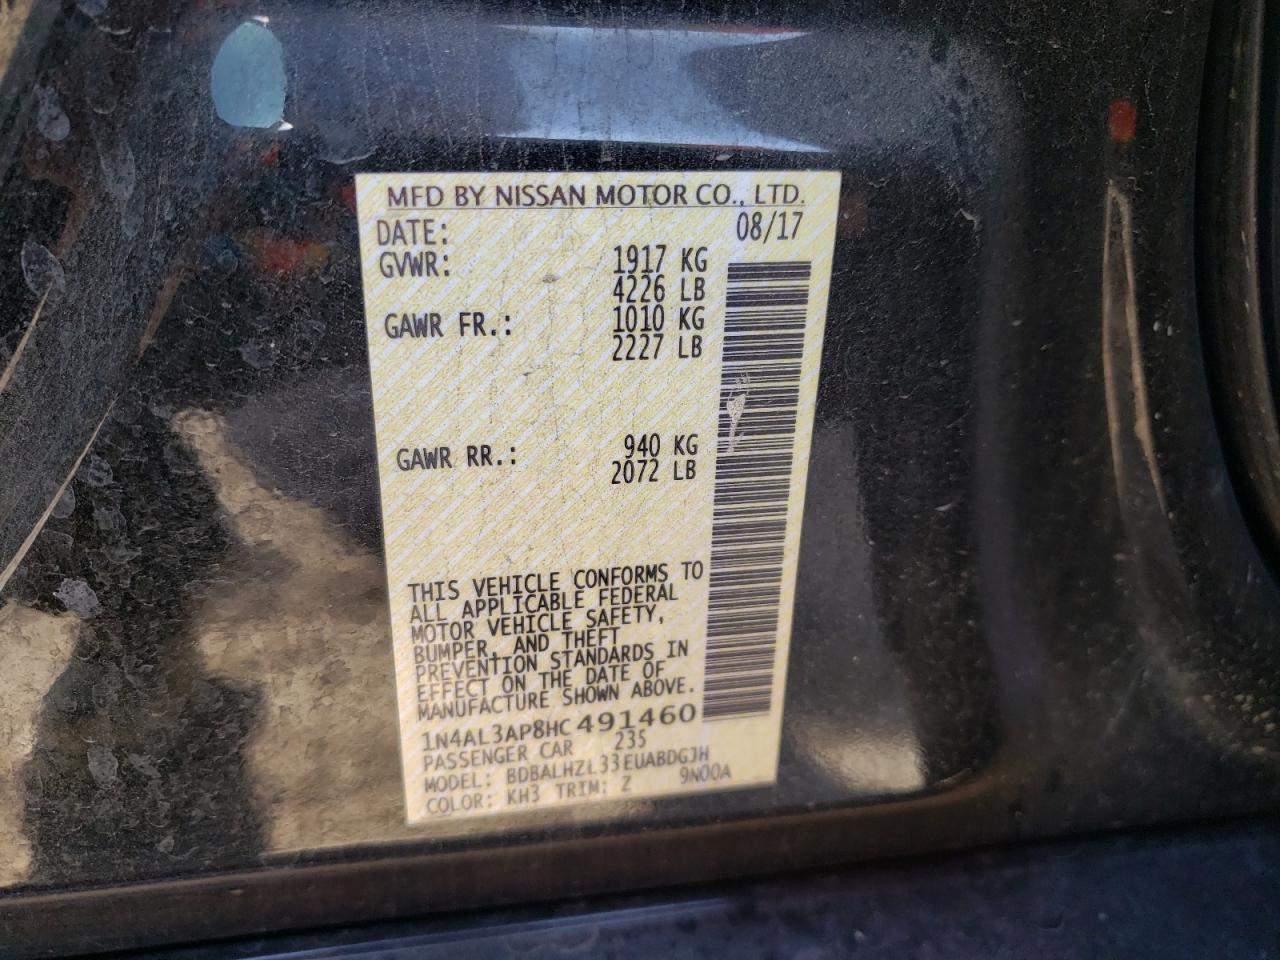 MFD BY NISSAN MOTOR CO., LTD.
DATE: 08/17
GVWR: 1917 KG
4226 LB
GAWR FR.: 1010 KG
2227 LB
GAWR RR.: 940 KG
2072 LB
THIS VEHICLE CONFORMS TO
ALL APPLICABLE FEDERAL
MOTOR VEHICLE SAFETY,
BUMPER, AND THEFT
PREVENTION STANDARDS IN
EFFECT ON THE DATE OF
MANUFACTURE SHOWN ABOVE.
1N4AL3AP8HC491460
PASSENGER CAR 235
MODEL: BDBALHZL33EUABDGJH
COLOR: KH3 TRIM: Z 9N00A